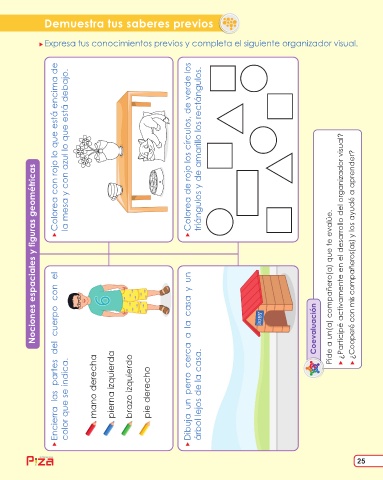 Demuestra tus saberes previos
Expresa tus conocimientos previos y completa el siguiente organizador visual.
Nociones espaciales y figuras geométricas
Encierra las partes del cuerpo con el
color que se indica.
mano derecha
pierna izquierda
brazo izquierdo
pie derecho
6
Colorea con rojo lo que está encima de
la mesa y con azul lo que está debajo.
Dibuja un perro cerca a la casa y un
árbol lejos de la casa.
Colorea de rojo los círculos, de verde los
triángulos y de amarillo los rectángulos.
Coevaluación
Pide a un(a) compañero(a) que te evalúe.
¿Participé activamente en el desarrollo del organizador visual?
¿Cooperé con mis compañeros(as) y los ayudé a aprender?
25